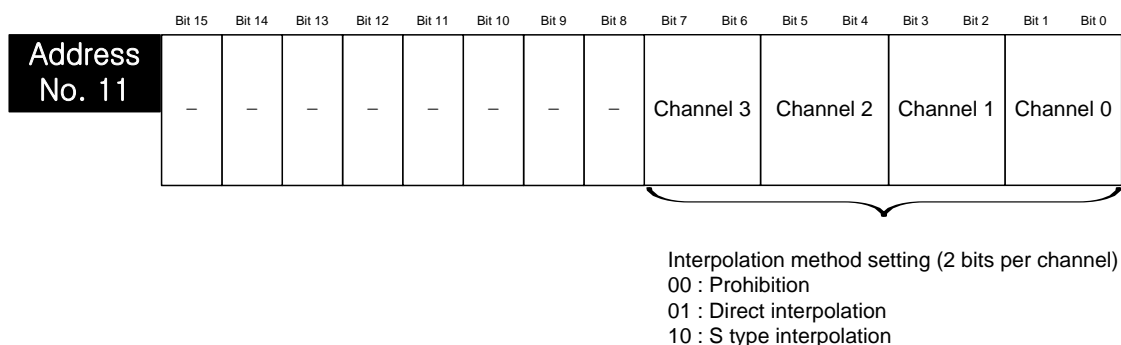 Bit 15 Bit 14 Bit 13 Bit 12 Bit 11 Bit 10 Bit 9 Bit 8 Bit 7 Bit 6 Bit 5 Bit 4 Bit 3 Bit 2 Bit 1 Bit 0
Address
No. 11
– – – – – – – – Channel 3 Channel 2 Channel 1 Channel 0
Interpolation method setting (2 bits per channel)
00 : Prohibition
01 : Direct interpolation
10 : S type interpolation